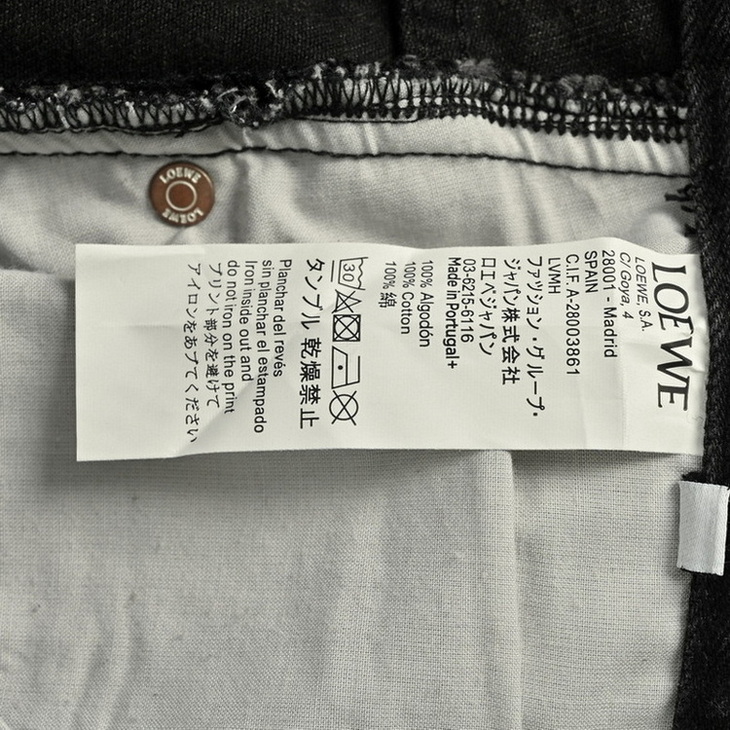 LOEWE
LOEWE
LOEWE
LOEWE, S.A.
C/ Goya, 4
28001 - Madrid
SPAIN
C.I.F. A-28003861
LVMH
ファッション・グループ・
ジャパン株式会社
ロエベジャパン
03-6215-6116
Made in Portugal+
100% Algodón
100% Cotton
100% 綿
30
タンブル 乾燥禁止
Planchar del revés
sin planchar el estampado
Iron inside out and
do not iron on the print
プリント部分を避けて
アイロンをあててください